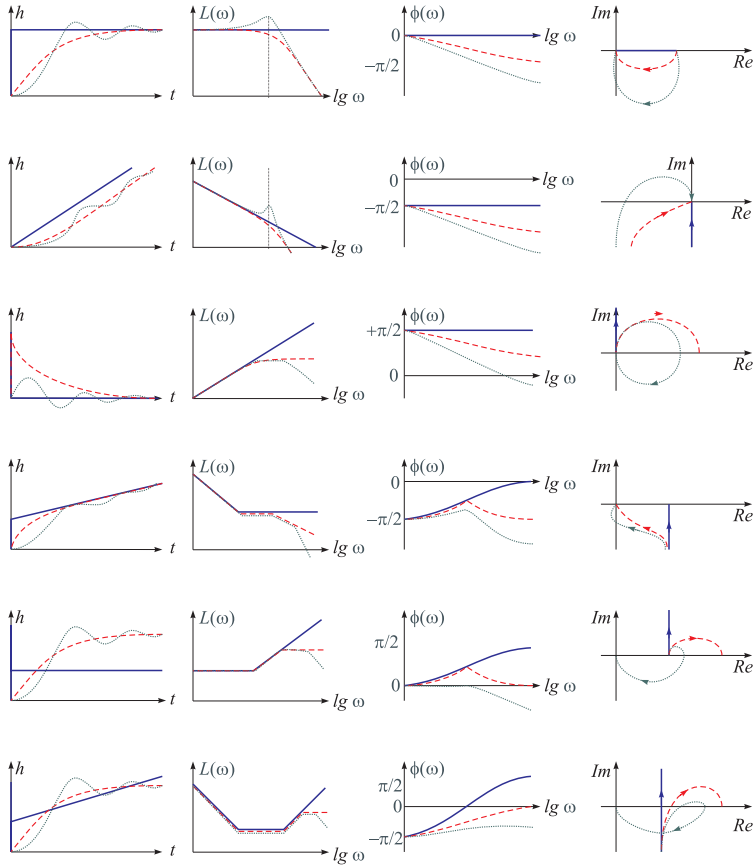 h L(ω) ϕ(ω) Im
0 lg ω
−π/2
t lg ω Re
h L(ω) ϕ(ω) Im
0 lg ω
−π/2
t lg ω Re
h L(ω) ϕ(ω) Im
+π/2
0
t lg ω lg ω Re
h L(ω) ϕ(ω) Im
0 lg ω
−π/2
t lg ω Re
h L(ω) ϕ(ω) Im
π/2
0
t lg ω lg ω Re
h L(ω) ϕ(ω) Im
π/2
0 lg ω
−π/2
t lg ω Re